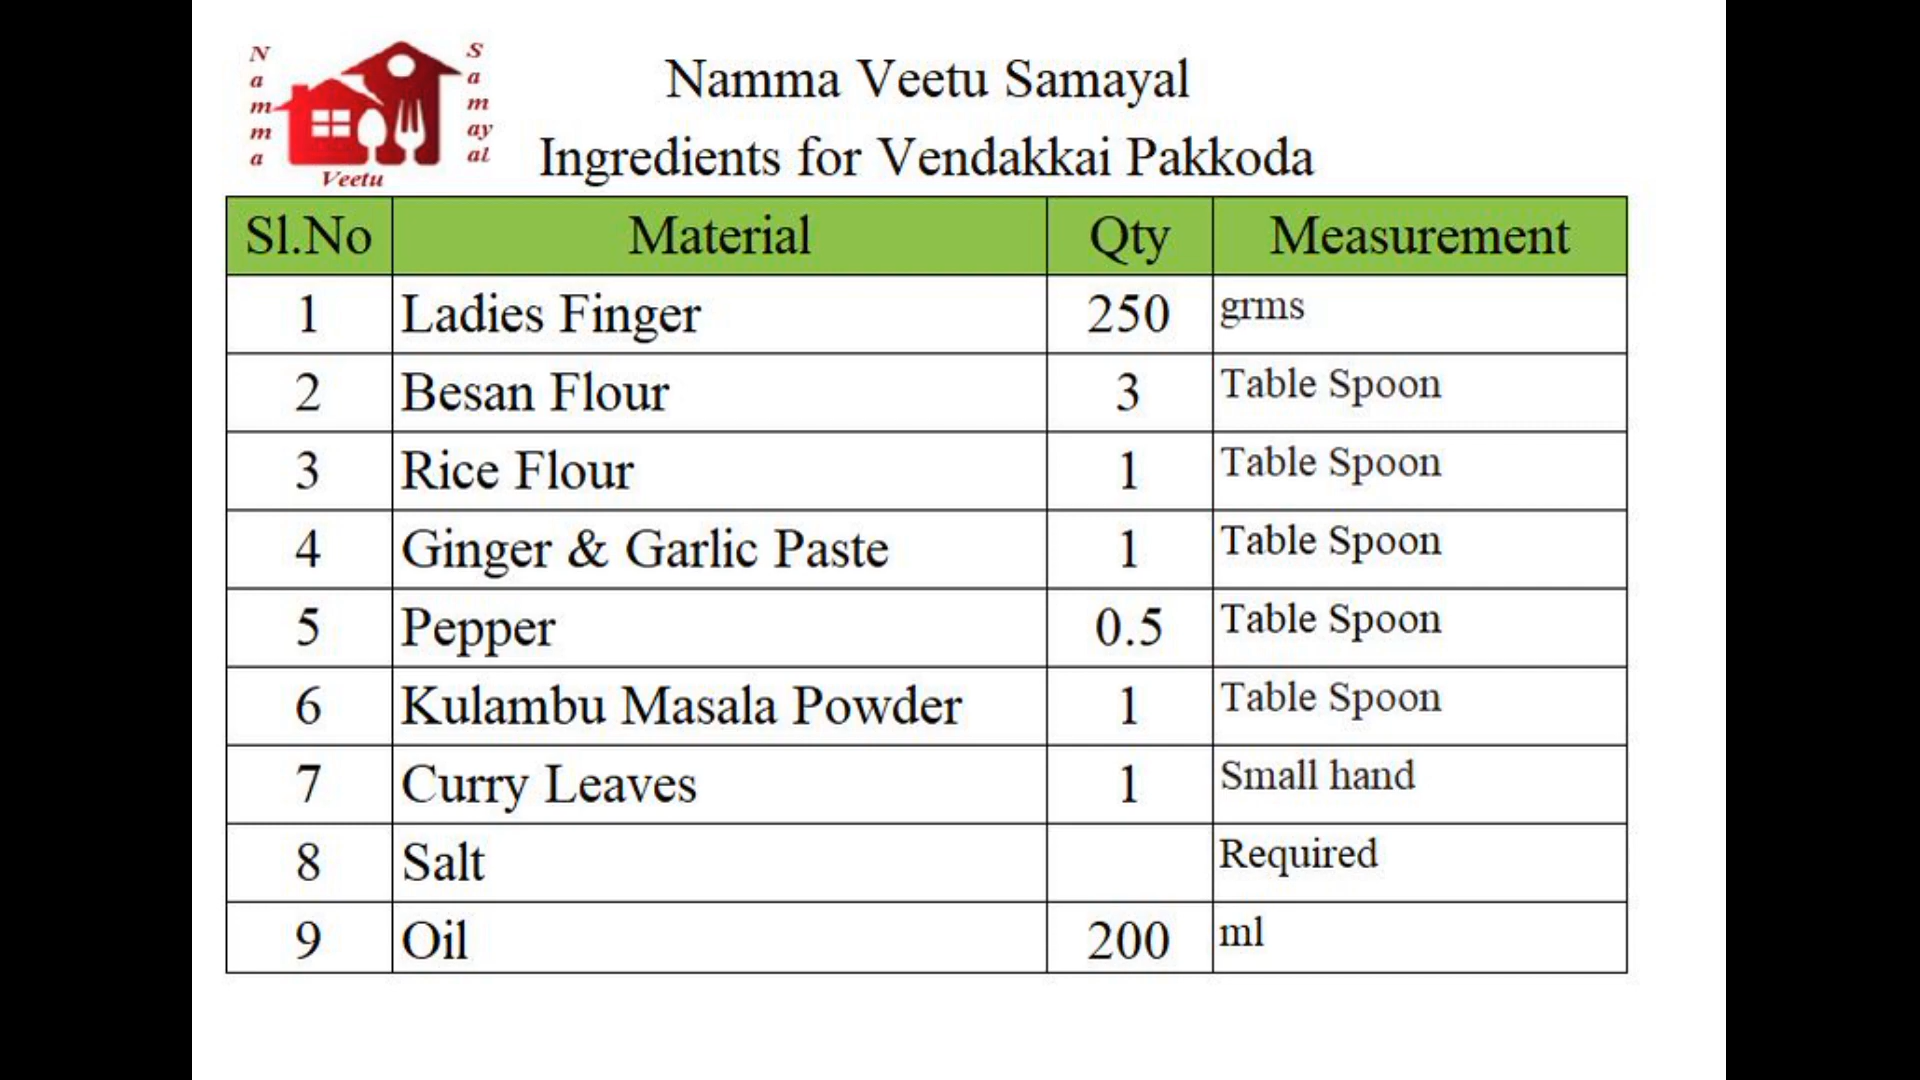 Namma
Veetu
Samayal
Namma Veetu Samayal
Ingredients for Vendakkai Pakkoda
Sl.No Material Qty Measurement
1 Ladies Finger 250 grms
2 Besan Flour 3 Table Spoon
3 Rice Flour 1 Table Spoon
4 Ginger & Garlic Paste 1 Table Spoon
5 Pepper 0.5 Table Spoon
6 Kulambu Masala Powder 1 Table Spoon
7 Curry Leaves 1 Small hand
8 Salt Required
9 Oil 200 ml